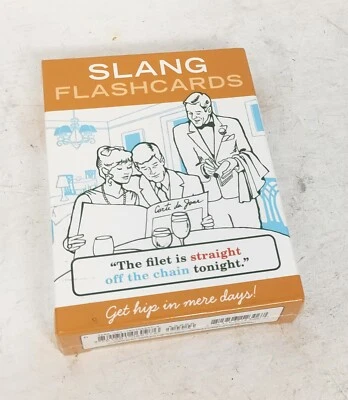 SLANG
FLASHCARDS
Carte du Jour
"The filet is straight
off the chain tonight."
Get hip in mere days!